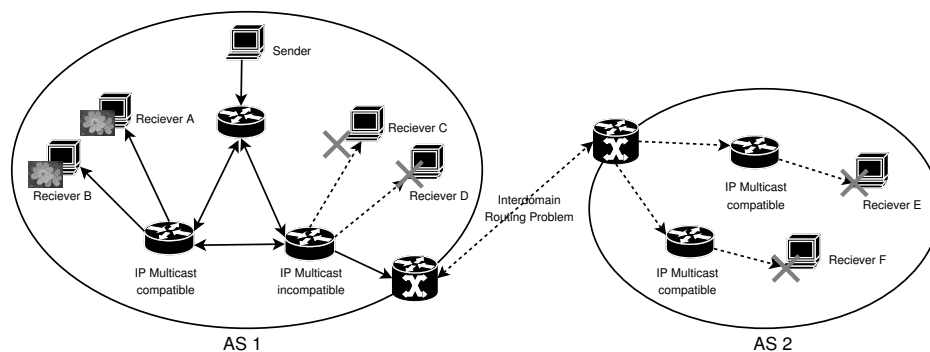 Sender
Reciever A
Reciever B
Reciever C
Reciever D
IP Multicast
compatible
IP Multicast
incompatible
Interdomain
Routing Problem
IP Multicast
compatible
Reciever E
IP Multicast
compatible
Reciever F
AS 1
AS 2